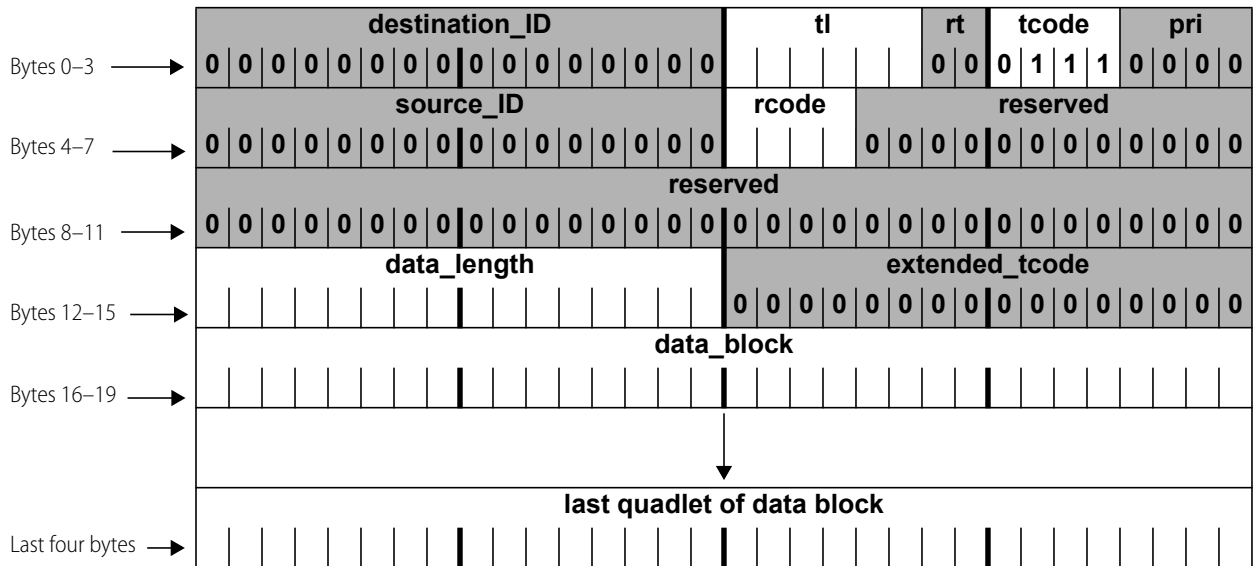 destination_ID tl rt tcode pri
Bytes 0–3 0 0 0 0 0 0 0 0 0 0 0 0 0 0 0 0 0 0 0 1 1 1 0 0 0 0
source_ID rcode reserved
Bytes 4–7 0 0 0 0 0 0 0 0 0 0 0 0 0 0 0 0 0 0 0 0 0 0 0 0 0 0 0 0
reserved
Bytes 8–11 0 0 0 0 0 0 0 0 0 0 0 0 0 0 0 0 0 0 0 0 0 0 0 0 0 0 0 0 0 0 0 0
data_length extended_tcode
Bytes 12–15 0 0 0 0 0 0 0 0 0 0 0 0 0 0 0 0
data_block
Bytes 16–19
last quadlet of data block
Last four bytes